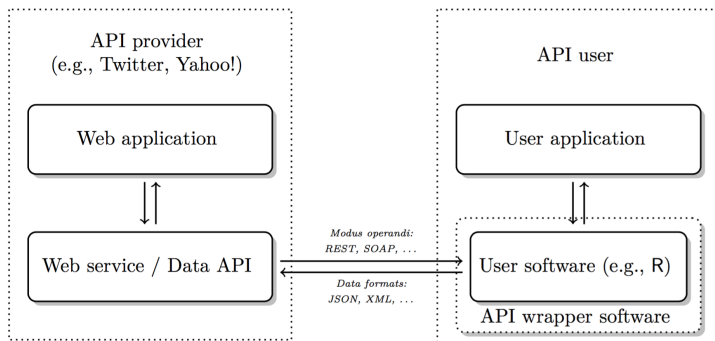 API provider
(e.g., Twitter, Yahoo!)
Web application
Web service / Data API
Modus operandi:
REST, SOAP, ...
Data formats:
JSON, XML, ...
API user
User application
User software (e.g., R)
API wrapper software